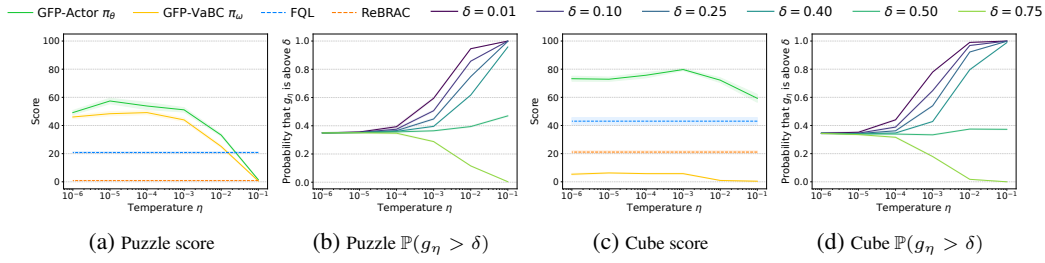 GFP-Actor πθ GFP-VaBC πω FQL ReBRAC δ = 0.01 δ = 0.10 δ = 0.25 δ = 0.40 δ = 0.50 δ = 0.75
Score
100
80
60
40
20
0
10⁻⁶ 10⁻⁵ 10⁻⁴ 10⁻³ 10⁻² 10⁻¹
Temperature η
(a) Puzzle score
Probability that gη is above δ
1.0
0.8
0.6
0.4
0.2
0.0
10⁻⁶ 10⁻⁵ 10⁻⁴ 10⁻³ 10⁻² 10⁻¹
Temperature η
(b) Puzzle ℙ(gη > δ)
Score
100
80
60
40
20
0
10⁻⁶ 10⁻⁵ 10⁻⁴ 10⁻³ 10⁻² 10⁻¹
Temperature η
(c) Cube score
Probability that gη is above δ
1.0
0.8
0.6
0.4
0.2
0.0
10⁻⁶ 10⁻⁵ 10⁻⁴ 10⁻³ 10⁻² 10⁻¹
Temperature η
(d) Cube ℙ(gη > δ)